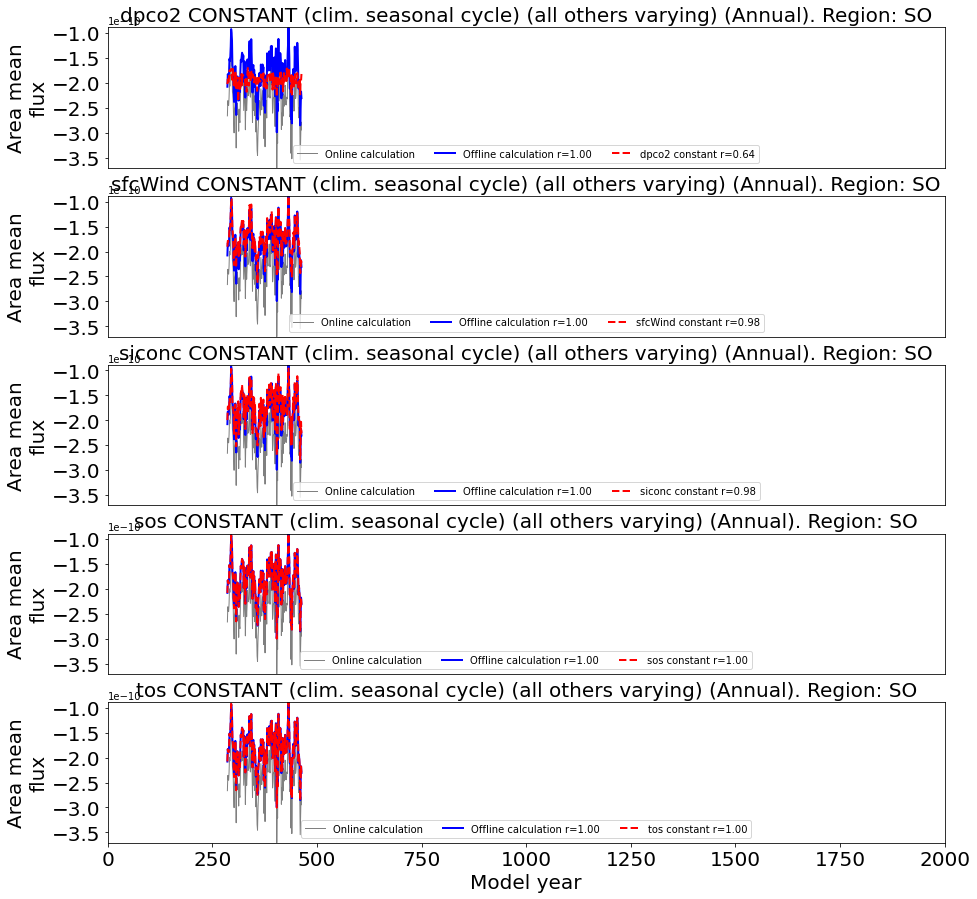 dpco2 CONSTANT (clim. seasonal cycle) (all others varying) (Annual). Region: SO
1e−10
Area mean
flux
−1.0
−1.5
−2.0
−2.5
−3.0
−3.5
Online calculation Offline calculation r=1.00 dpco2 constant r=0.64
sfcWind CONSTANT (clim. seasonal cycle) (all others varying) (Annual). Region: SO
1e−10
Area mean
flux
−1.0
−1.5
−2.0
−2.5
−3.0
−3.5
Online calculation Offline calculation r=1.00 sfcWind constant r=0.98
siconc CONSTANT (clim. seasonal cycle) (all others varying) (Annual). Region: SO
1e−10
Area mean
flux
−1.0
−1.5
−2.0
−2.5
−3.0
−3.5
Online calculation Offline calculation r=1.00 siconc constant r=0.98
sos CONSTANT (clim. seasonal cycle) (all others varying) (Annual). Region: SO
1e−10
Area mean
flux
−1.0
−1.5
−2.0
−2.5
−3.0
−3.5
Online calculation Offline calculation r=1.00 sos constant r=1.00
tos CONSTANT (clim. seasonal cycle) (all others varying) (Annual). Region: SO
1e−10
Area mean
flux
−1.0
−1.5
−2.0
−2.5
−3.0
−3.5
Online calculation Offline calculation r=1.00 tos constant r=1.00
0 250 500 750 1000 1250 1500 1750 2000
Model year